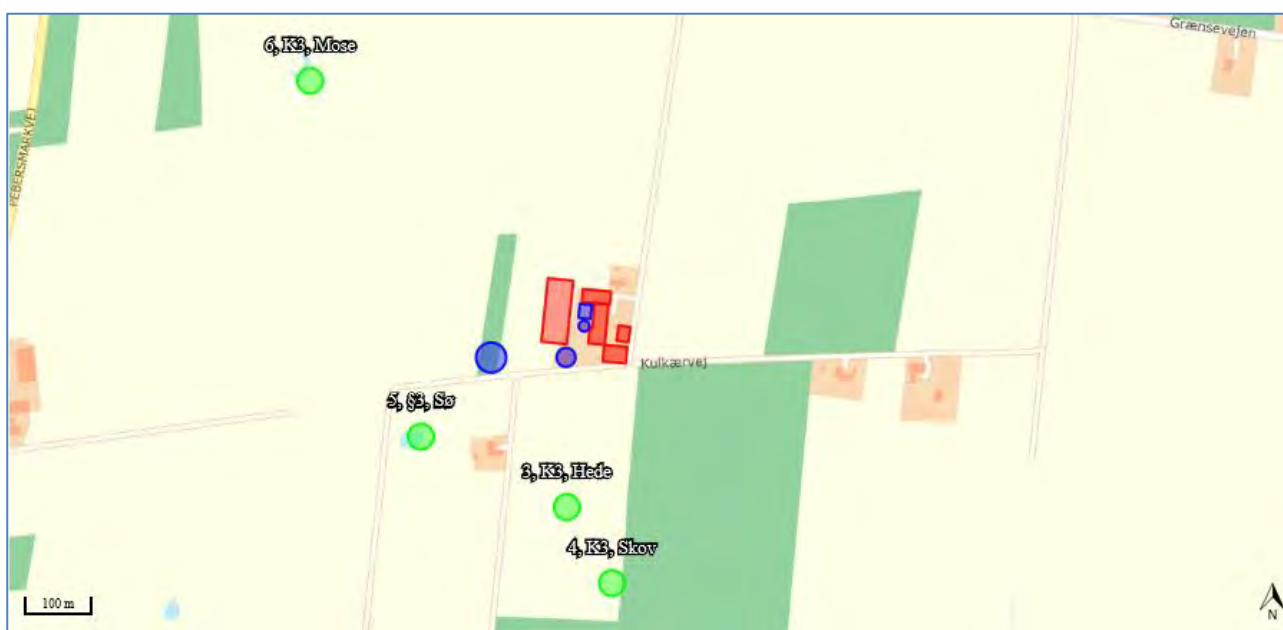 Grænsevejen
6, K3, Mose
PEBERSMARKVEJ
Kulkærvej
5, §3, Sø
3, K3, Hede
4, K3, Skov
100 m
N